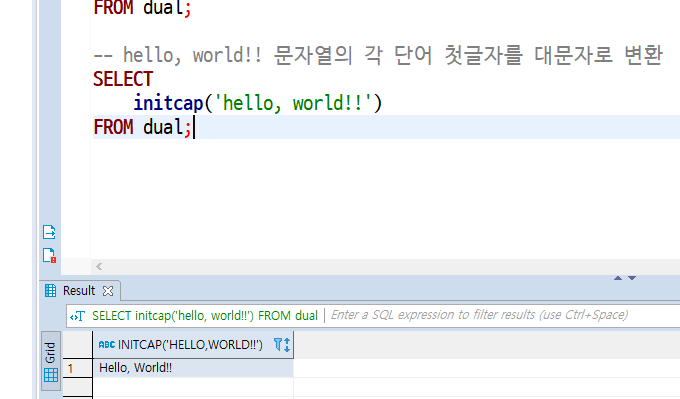 FROM dual;
-- hello, world!! 문자열의 각 단어 첫글자를 대문자로 변환
SELECT
initcap('hello, world!!')
FROM dual;
Result
SELECT initcap('hello, world!!') FROM dual
Enter a SQL expression to filter results (use Ctrl+Space)
Grid
ABC INITCAP('HELLO,WORLD!!')
1 Hello, World!!